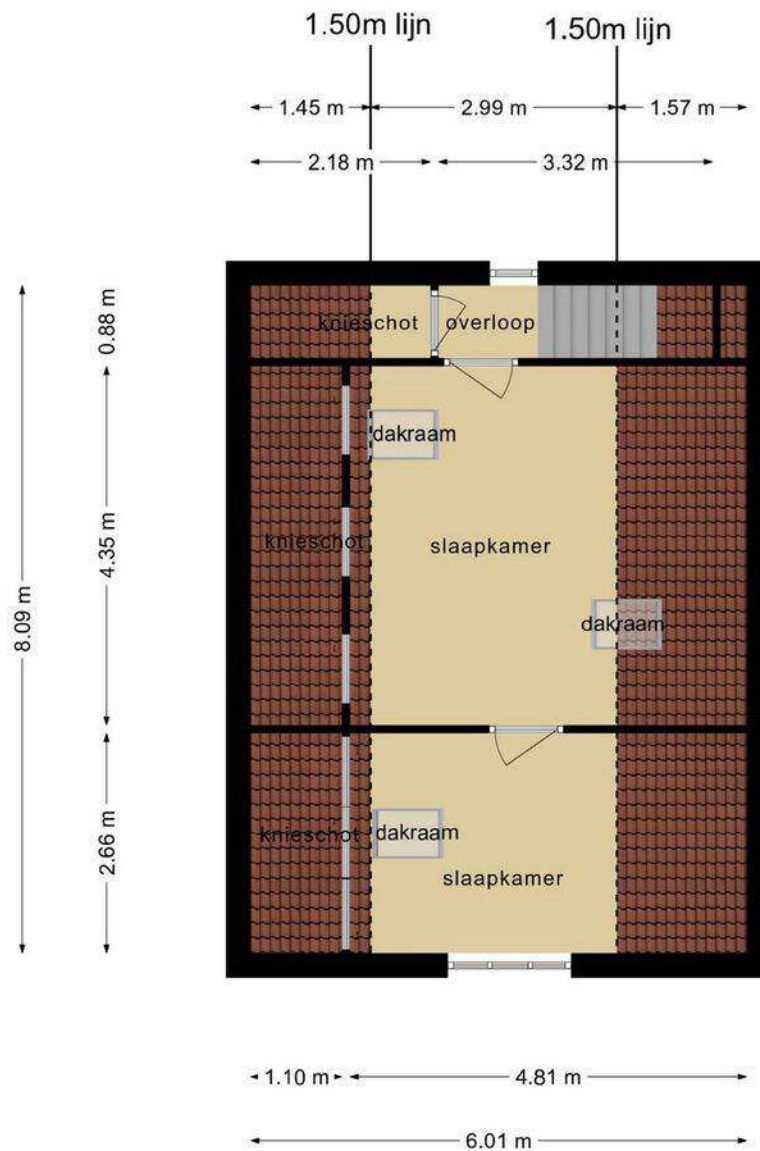 1.50m lijn
1.50m lijn
1.45 m
2.99 m
1.57 m
2.18 m
3.32 m
0.88 m
knieschot
overloop
dakraam
4.35 m
knieschot
slaapkamer
8.09 m
dakraam
2.66 m
knieschot
dakraam
slaapkamer
1.10 m
4.81 m
6.01 m